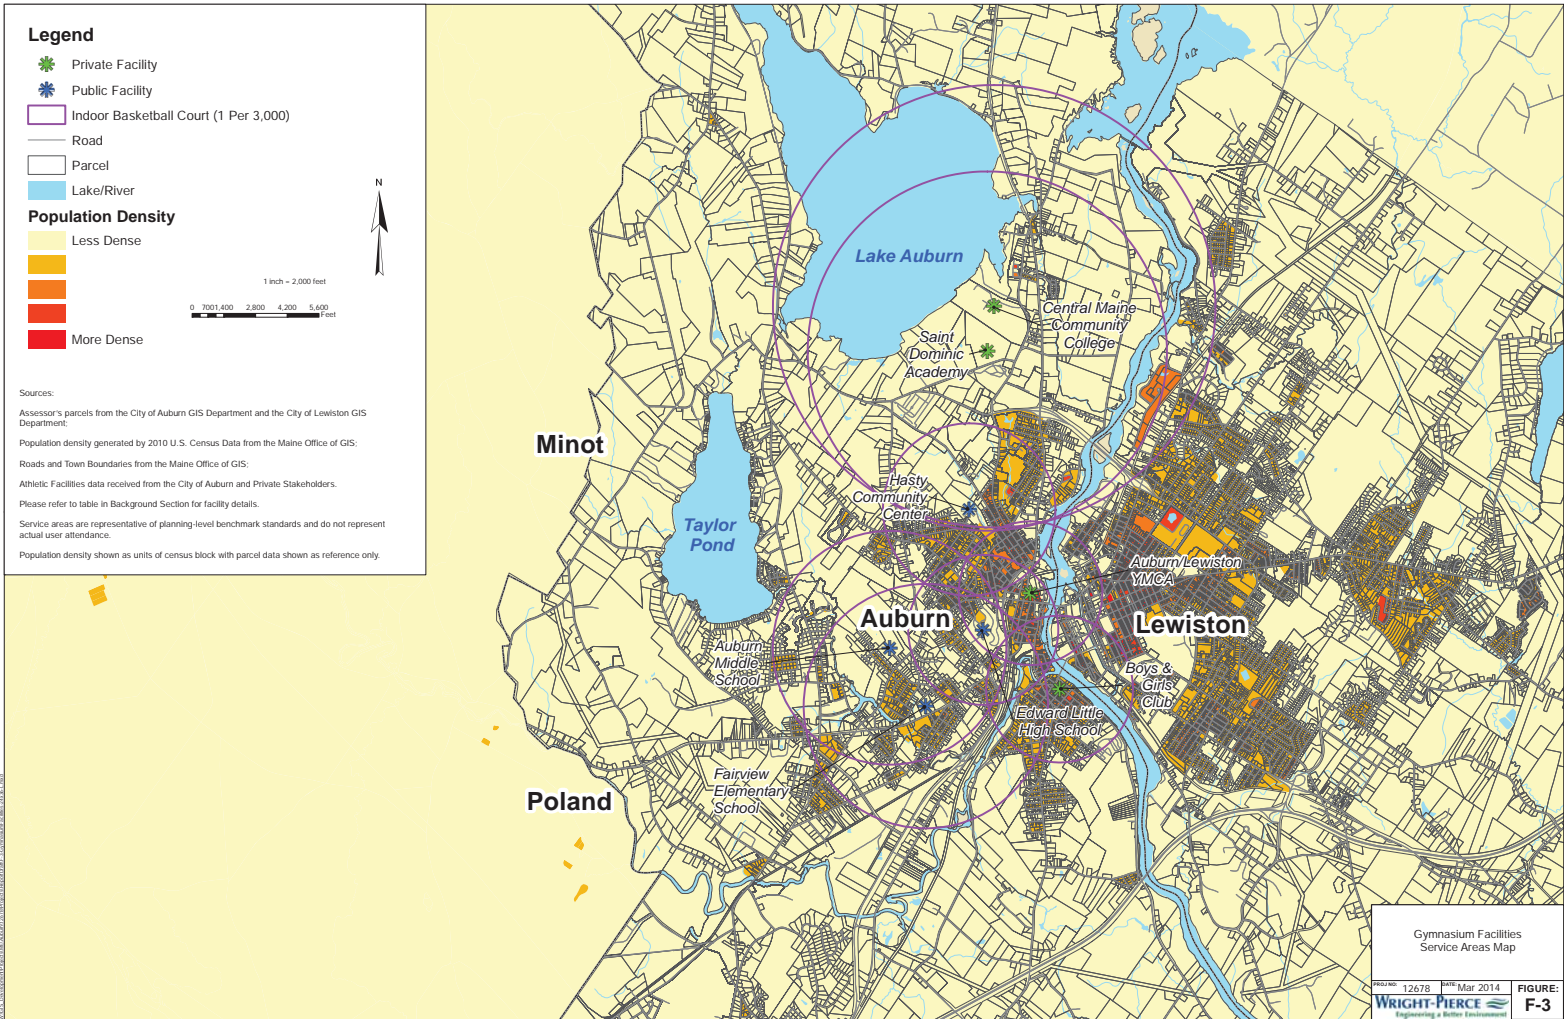 Legend
Private Facility
Public Facility
Indoor Basketball Court (1 Per 3,000)
Road
Parcel
Lake/River
Population Density
Less Dense
More Dense
N
1 inch = 2,000 feet
0 700 1,400 2,800 4,200 5,600
Feet
Sources:
Assessor's parcels from the City of Auburn GIS Department and the City of Lewiston GIS
Department;
Population density generated by 2010 U.S. Census Data from the Maine Office of GIS;
Roads and Town Boundaries from the Maine Office of GIS;
Athletic Facilities data received from the City of Auburn and Private Stakeholders.
Please refer to table in Background Section for facility details.
Service areas are representative of planning-level benchmark standards and do not represent
actual user attendance.
Population density shown as units of census block with parcel data shown as reference only.
Lake Auburn
Central Maine
Community
College
Saint
Dominic
Academy
Minot
Hasty
Community
Center
Taylor
Pond
Auburn/Lewiston
YMCA
Auburn
Lewiston
Auburn
Middle
School
Boys &
Girls
Club
Edward Little
High School
Fairview
Elementary
School
Poland
Gymnasium Facilities
Service Areas Map
PROJ NO: 12678 DATE: Mar 2014
FIGURE:
F-3
WRIGHT-PIERCE
Engineering a Better Environment